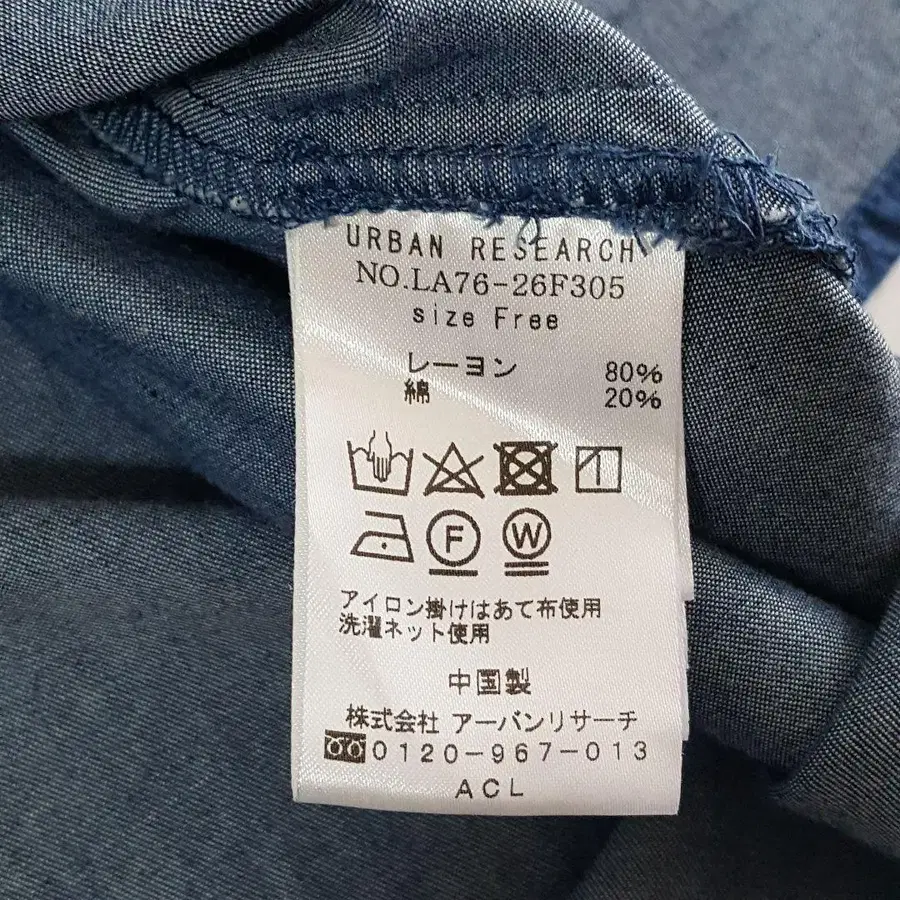 URBAN RESEARCH
NO.LA76-26F305
size Free
レーヨン 80%
綿 20%
F W
アイロン掛けはあて布使用
洗濯ネット使用
中国製
株式会社 アーバンリサーチ
0120-967-013
ACL